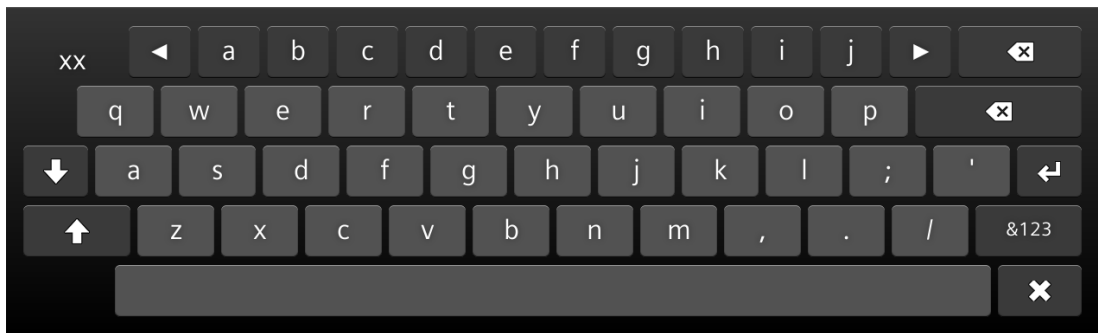 xx ◄ a b c d e f g h i j ►
q w e r t y u i o p
a s d f g h j k l ; '
z x c v b n m , . / &123